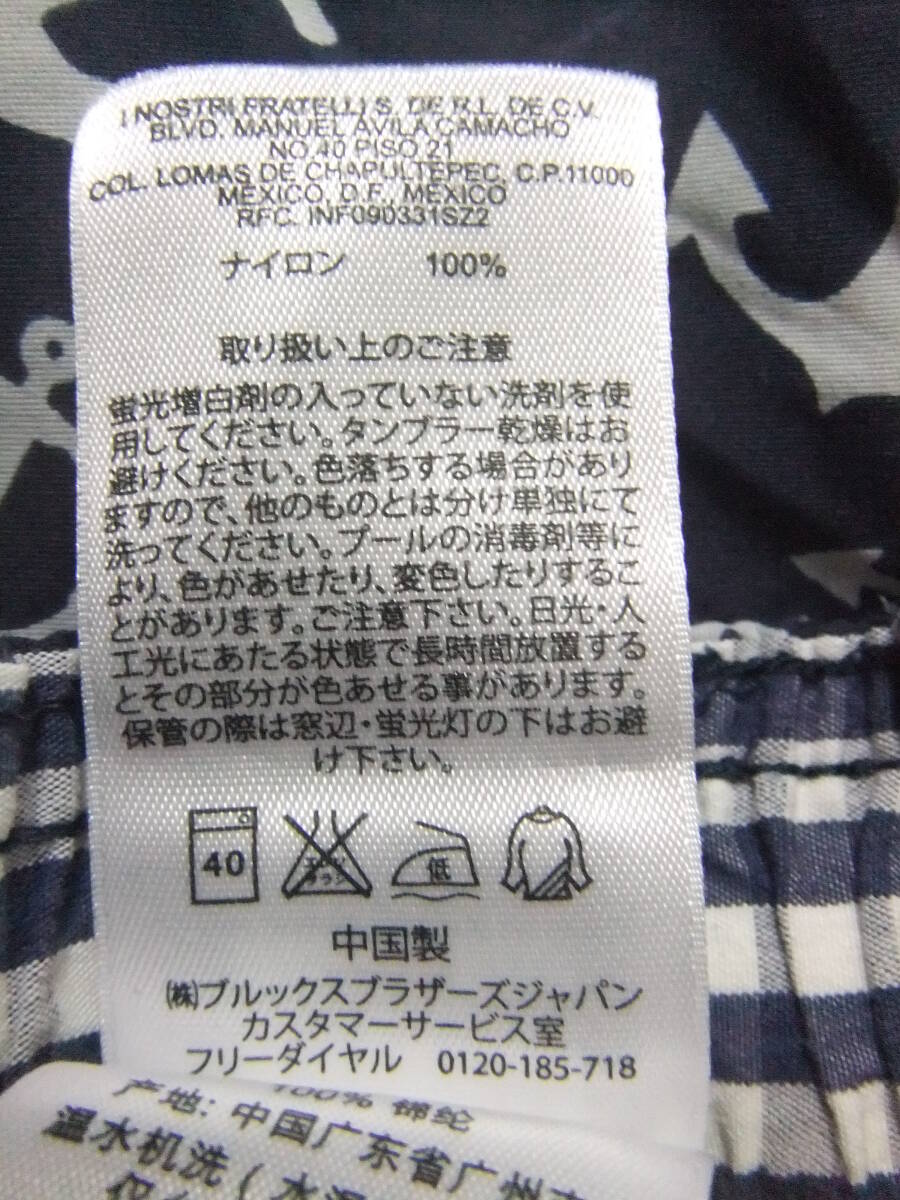 I NOSTRI FRATELLI S. DE R.L. DE C.V.
BLVD. MANUEL AVILA CAMACHO
NO.40 PISO 21
COL. LOMAS DE CHAPULTEPEC, C.P.11000
MEXICO, D.F., MEXICO
RFC. INF090331SZ2
ナイロン 100%
取り扱い上のご注意
蛍光増白剤の入っていない洗剤を使
用してください。タンブラー乾燥はお
避けください。色落ちする場合があり
ますので、他のものとは分け単独にて
洗ってください。プールの消毒剤等に
より、色があせたり、変色したりするこ
とがあります。ご注意下さい。日光・人
工光にあたる状態で長時間放置する
とその部分が色あせる事があります。
保管の際は窓辺・蛍光灯の下はお避
け下さい。
40 エンソサラシ 低
中国製
㈱ブルックスブラザーズジャパン
カスタマーサービス室
フリーダイヤル 0120-185-718
100% 锦纶
产地: 中国广东省广州市
温水机洗(水温